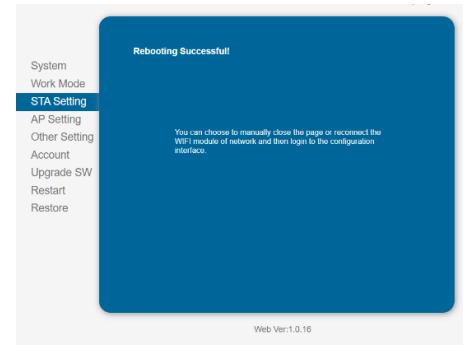 System
Work Mode
STA Setting
AP Setting
Other Setting
Account
Upgrade SW
Restart
Restore
Rebooting Successful!
You can choose to manually close the page or reconnect the
WIFI module of network and then login to the configuration
interface.
Web Ver:1.0.16